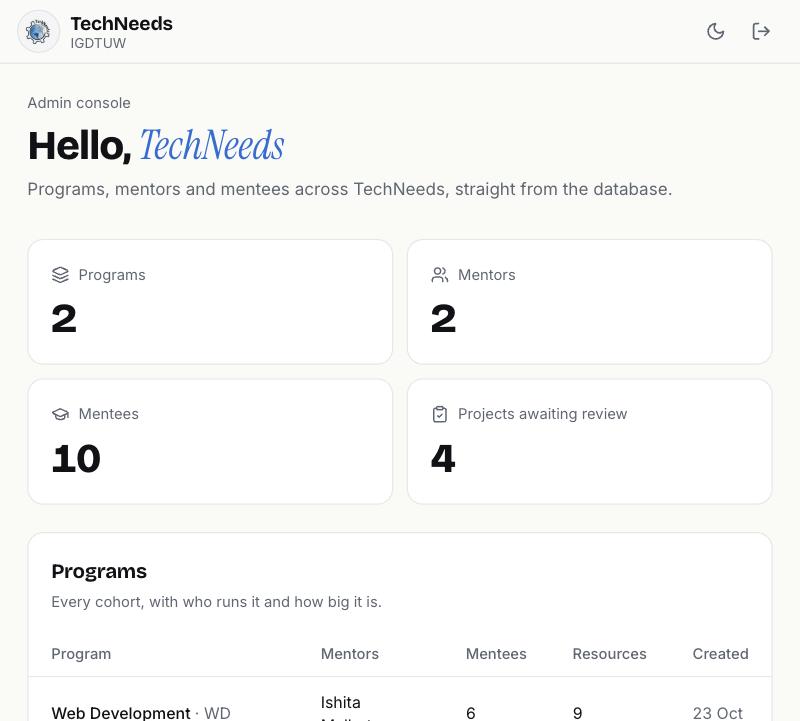 TechNeeds
IGDTUW
Admin console
Hello, TechNeeds
Programs, mentors and mentees across TechNeeds, straight from the database.
Programs
2
Mentors
2
Mentees
10
Projects awaiting review
4
Programs
Every cohort, with who runs it and how big it is.
Program Mentors Mentees Resources Created
Web Development · WD Ishita 6 9 23 Oct